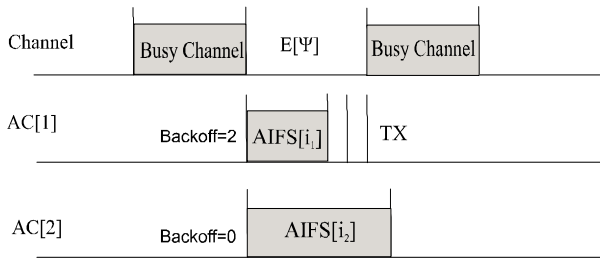 Channel
Busy Channel
E[Ψ]
Busy Channel
AC[1]
Backoff=2
AIFS[i₁]
TX
AC[2]
Backoff=0
AIFS[i₂]